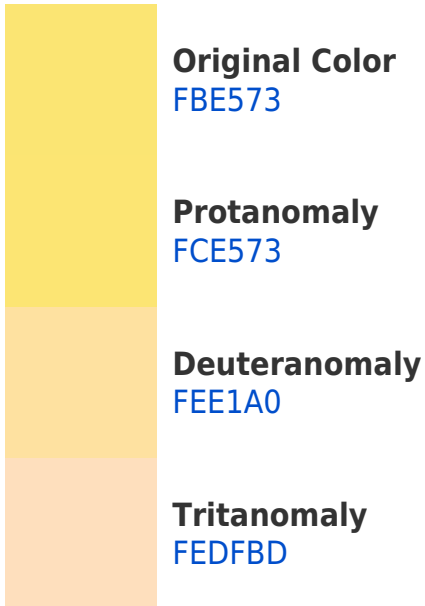 Original Color
FBE573
Protanomaly
FCE573
Deuteranomaly
FEE1A0
Tritanomaly
FEDFBD